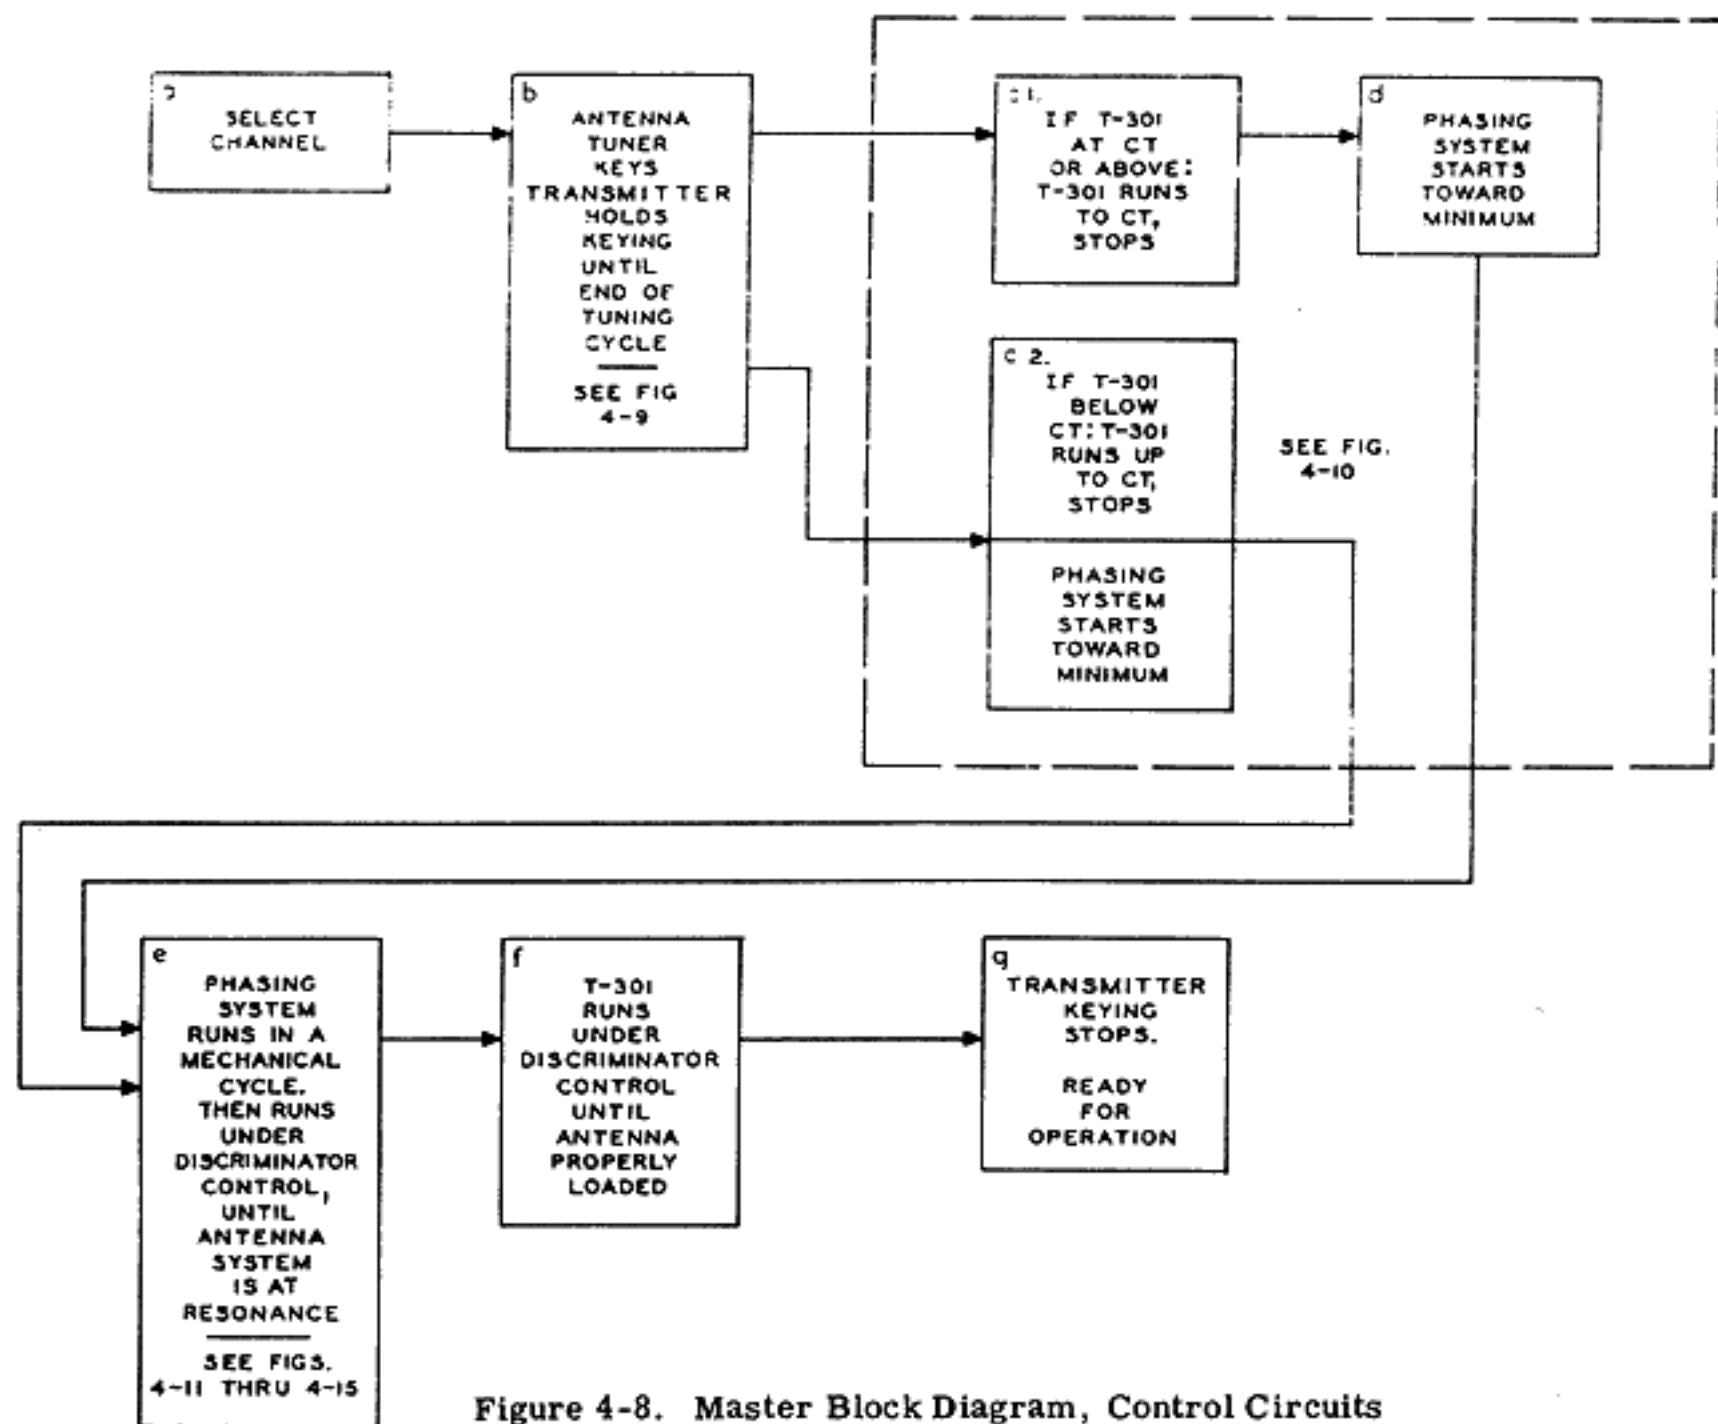 SELECT
CHANNEL
b
ANTENNA
TUNER
KEYS
TRANSMITTER
HOLDS
KEYING
UNTIL
END OF
TUNING
CYCLE
SEE FIG
4-9
c 1.
IF T-301
AT CT
OR ABOVE:
T-301 RUNS
TO CT,
STOPS
d
PHASING
SYSTEM
STARTS
TOWARD
MINIMUM
c 2.
IF T-301
BELOW
CT: T-301
RUNS UP
TO CT,
STOPS
PHASING
SYSTEM
STARTS
TOWARD
MINIMUM
SEE FIG.
4-10
e
PHASING
SYSTEM
RUNS IN A
MECHANICAL
CYCLE.
THEN RUNS
UNDER
DISCRIMINATOR
CONTROL,
UNTIL
ANTENNA
SYSTEM
IS AT
RESONANCE
SEE FIGS.
4-11 THRU 4-15
f
T-301
RUNS
UNDER
DISCRIMINATOR
CONTROL
UNTIL
ANTENNA
PROPERLY
LOADED
g
TRANSMITTER
KEYING
STOPS.
READY
FOR
OPERATION
Figure 4-8. Master Block Diagram, Control Circuits